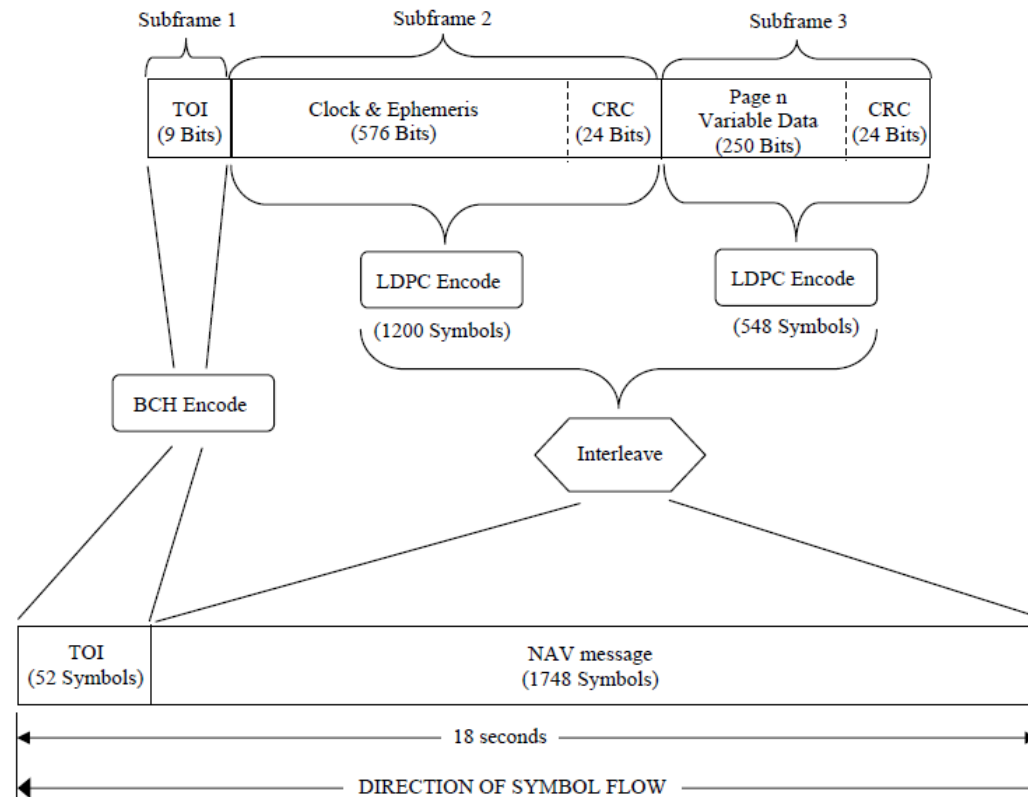 Subframe 1
Subframe 2
Subframe 3
TOI
(9 Bits)
Clock & Ephemeris
(576 Bits)
CRC
(24 Bits)
Page n
Variable Data
(250 Bits)
CRC
(24 Bits)
LDPC Encode
(1200 Symbols)
LDPC Encode
(548 Symbols)
BCH Encode
Interleave
TOI
(52 Symbols)
NAV message
(1748 Symbols)
18 seconds
DIRECTION OF SYMBOL FLOW